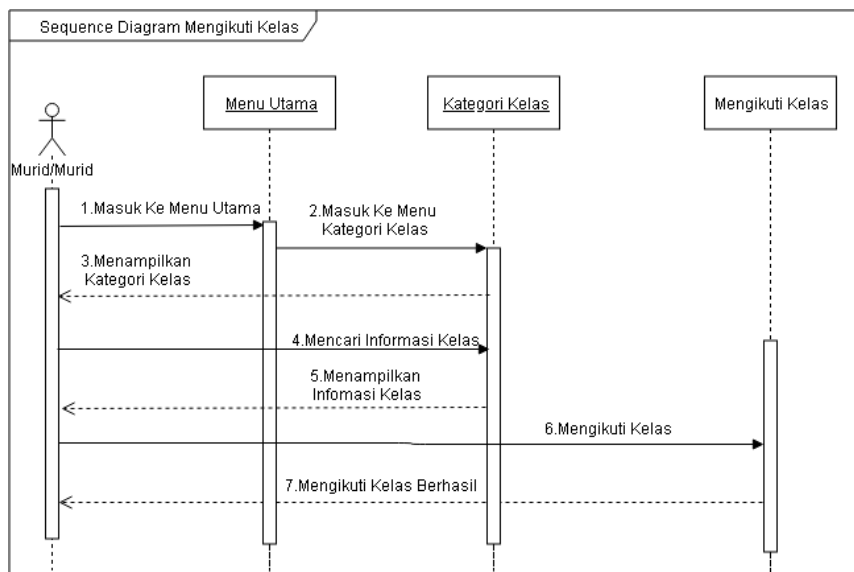 Sequence Diagram Mengikuti Kelas
Menu Utama
Kategori Kelas
Mengikuti Kelas
Murid/Murid
1.Masuk Ke Menu Utama
2.Masuk Ke Menu
Kategori Kelas
3.Menampilkan
Kategori Kelas
4.Mencari Informasi Kelas
5.Menampilkan
Infomasi Kelas
6.Mengikuti Kelas
7.Mengikuti Kelas Berhasil